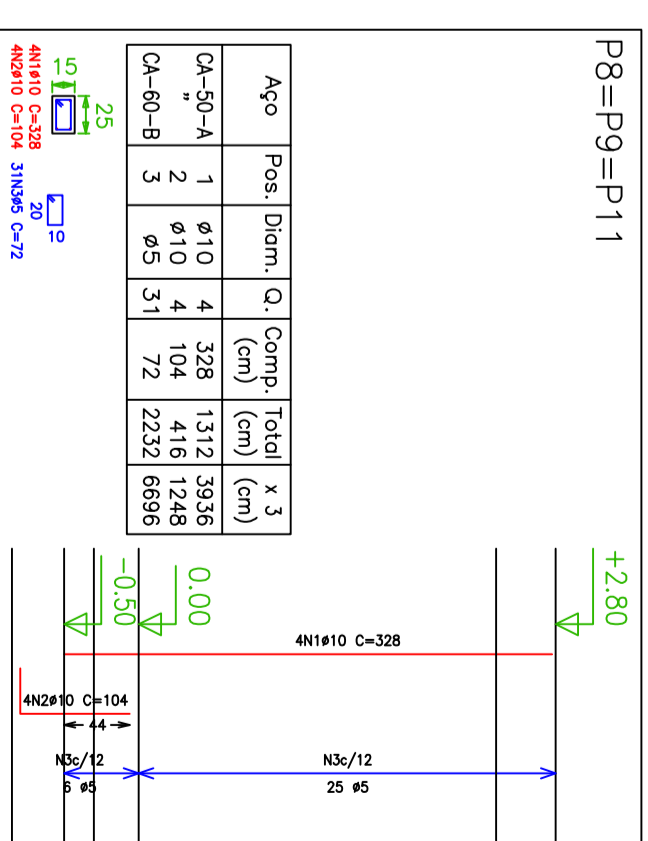 P8=P9=P11
Aço Pos. Diam. Q. Comp. (cm) Total (cm) x 3 (cm)
CA-50-A 1 ø10 4 328 1312 3936
" 2 ø10 4 104 416 1248
CA-60-B 3 ø5 31 72 2232 6696
25
15
20
10
4N1ø10 C=328
4N2ø10 C=104
31N3ø5 C=72
+2.80
0.00
-0.50
4N1ø10 C=328
4N2ø10 C=104
44
N3c/12
6 ø5
N3c/12
25 ø5